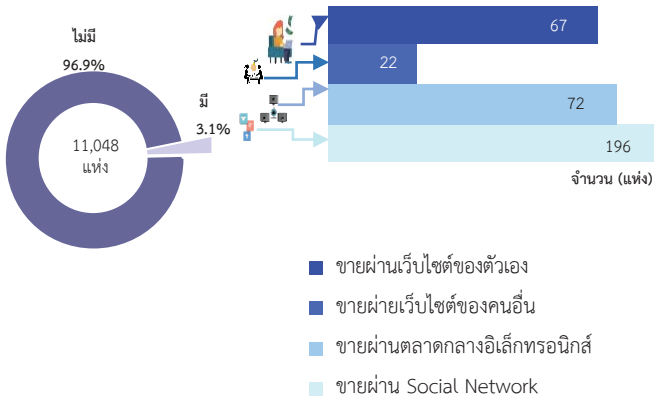 ไม่มี
96.9%
มี
3.1%
11,048
แห่ง
67
22
72
196
จำนวน (แห่ง)
ขายผ่านเว็บไซต์ของตัวเอง
ขายผ่ายเว็บไซต์ของคนอื่น
ขายผ่านตลาดกลางอิเล็กทรอนิกส์
ขายผ่าน Social Network